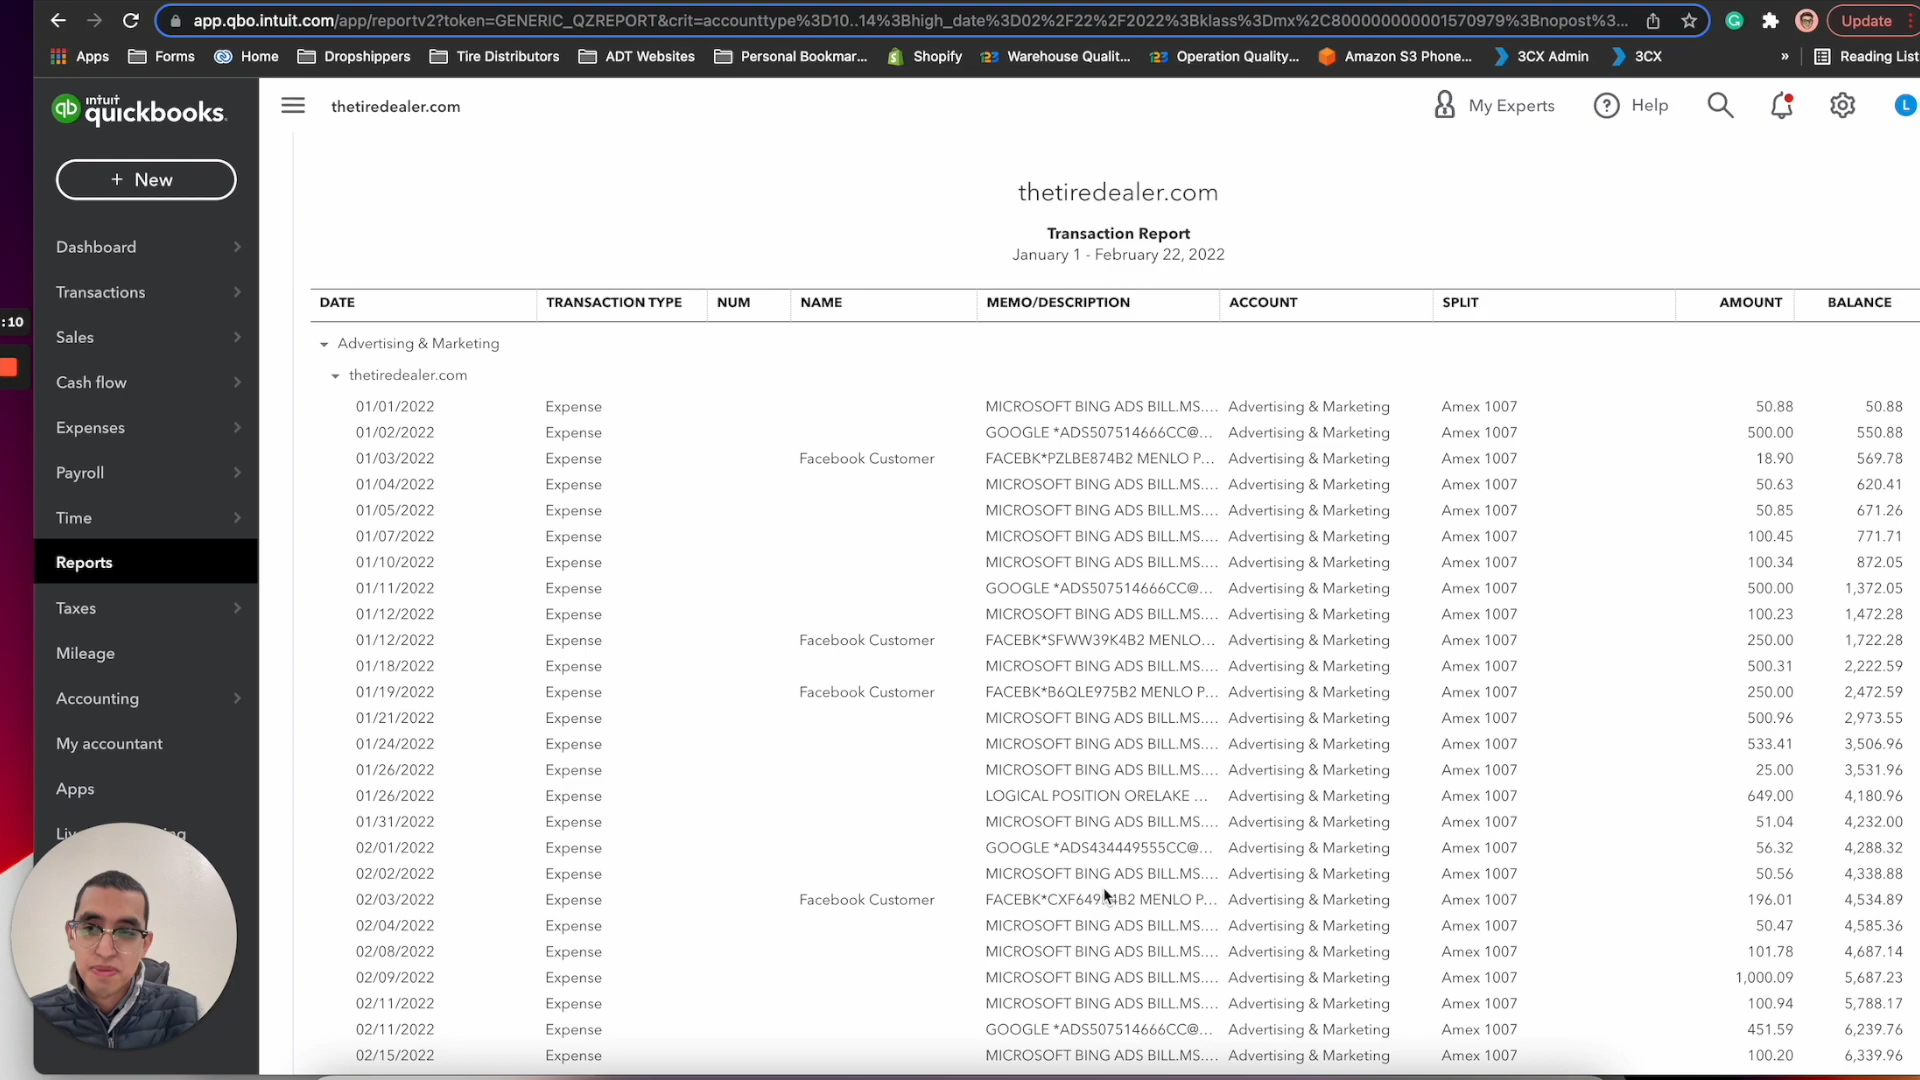 app.qbo.intuit.com/app/reportv2?token=GENERIC_QZREPORT&crit=accounttype%3D10..14%3Bhigh_date%3D02%2F22%2F2022%3Bklass%3Dmx%2C800000000001570979%3Bnopost%3...
Update
Apps Forms Home Dropshippers Tire Distributors ADT Websites Personal Bookmar... Shopify Warehouse Qualit... Operation Quality... Amazon S3 Phone... 3CX Admin 3CX » Reading List
intuit
qb quickbooks.
thetiredealer.com
My Experts
Help
L
+ New
Dashboard
Transactions
Sales
:10
Cash flow
Expenses
Payroll
Time
Reports
Taxes
Mileage
Accounting
My accountant
Apps
thetiredealer.com
Transaction Report
January 1 - February 22, 2022
DATE TRANSACTION TYPE NUM NAME MEMO/DESCRIPTION ACCOUNT SPLIT AMOUNT BALANCE
Advertising & Marketing
thetiredealer.com
01/01/2022 Expense MICROSOFT BING ADS BILL.MS.... Advertising & Marketing Amex 1007 50.88 50.88
01/02/2022 Expense GOOGLE *ADS507514666CC@... Advertising & Marketing Amex 1007 500.00 550.88
01/03/2022 Expense Facebook Customer FACEBK*PZLBE874B2 MENLO P... Advertising & Marketing Amex 1007 18.90 569.78
01/04/2022 Expense MICROSOFT BING ADS BILL.MS.... Advertising & Marketing Amex 1007 50.63 620.41
01/05/2022 Expense MICROSOFT BING ADS BILL.MS.... Advertising & Marketing Amex 1007 50.85 671.26
01/07/2022 Expense MICROSOFT BING ADS BILL.MS.... Advertising & Marketing Amex 1007 100.45 771.71
01/10/2022 Expense MICROSOFT BING ADS BILL.MS.... Advertising & Marketing Amex 1007 100.34 872.05
01/11/2022 Expense GOOGLE *ADS507514666CC@... Advertising & Marketing Amex 1007 500.00 1,372.05
01/12/2022 Expense MICROSOFT BING ADS BILL.MS.... Advertising & Marketing Amex 1007 100.23 1,472.28
01/12/2022 Expense Facebook Customer FACEBK*SFWW39K4B2 MENLO... Advertising & Marketing Amex 1007 250.00 1,722.28
01/18/2022 Expense MICROSOFT BING ADS BILL.MS.... Advertising & Marketing Amex 1007 500.31 2,222.59
01/19/2022 Expense Facebook Customer FACEBK*B6QLE975B2 MENLO P... Advertising & Marketing Amex 1007 250.00 2,472.59
01/21/2022 Expense MICROSOFT BING ADS BILL.MS.... Advertising & Marketing Amex 1007 500.96 2,973.55
01/24/2022 Expense MICROSOFT BING ADS BILL.MS.... Advertising & Marketing Amex 1007 533.41 3,506.96
01/26/2022 Expense MICROSOFT BING ADS BILL.MS.... Advertising & Marketing Amex 1007 25.00 3,531.96
01/26/2022 Expense LOGICAL POSITION ORELAKE ... Advertising & Marketing Amex 1007 649.00 4,180.96
01/31/2022 Expense MICROSOFT BING ADS BILL.MS.... Advertising & Marketing Amex 1007 51.04 4,232.00
02/01/2022 Expense GOOGLE *ADS434449555CC@... Advertising & Marketing Amex 1007 56.32 4,288.32
02/02/2022 Expense MICROSOFT BING ADS BILL.MS.... Advertising & Marketing Amex 1007 50.56 4,338.88
02/03/2022 Expense Facebook Customer MENLO P... Advertising & Marketing Amex 1007 196.01 4,534.89
02/04/2022 Expense MICROSOFT BING ADS BILL.MS.... Advertising & Marketing Amex 1007 50.47 4,585.36
02/08/2022 Expense MICROSOFT BING ADS BILL.MS.... Advertising & Marketing Amex 1007 101.78 4,687.14
02/09/2022 Expense MICROSOFT BING ADS BILL.MS.... Advertising & Marketing Amex 1007 1,000.09 5,687.23
02/11/2022 Expense MICROSOFT BING ADS BILL.MS.... Advertising & Marketing Amex 1007 100.94 5,788.17
02/11/2022 Expense GOOGLE *ADS507514666CC@... Advertising & Marketing Amex 1007 451.59 6,239.76
02/15/2022 Expense MICROSOFT BING ADS BILL.MS.... Advertising & Marketing Amex 1007 100.20 6,339.96